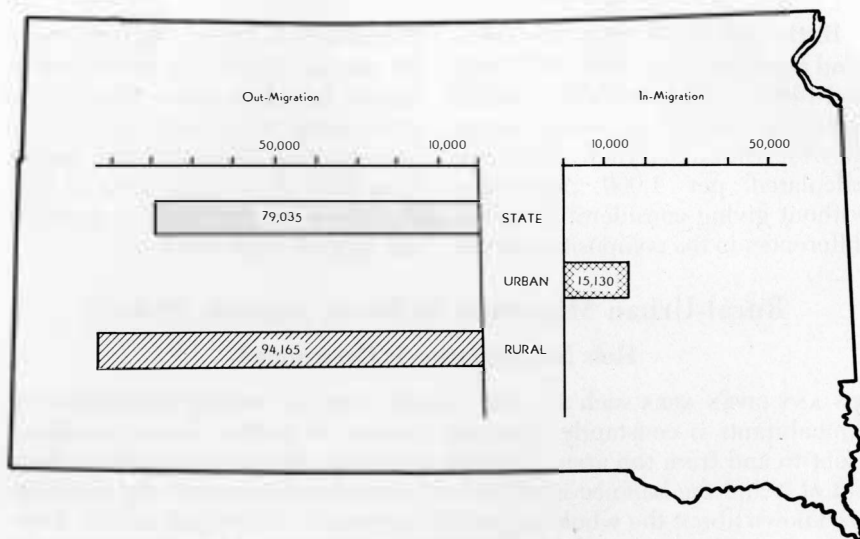 Out-Migration In-Migration
50,000 10,000 10,000 50,000
79,035 STATE
URBAN 15,130
94,165 RURAL